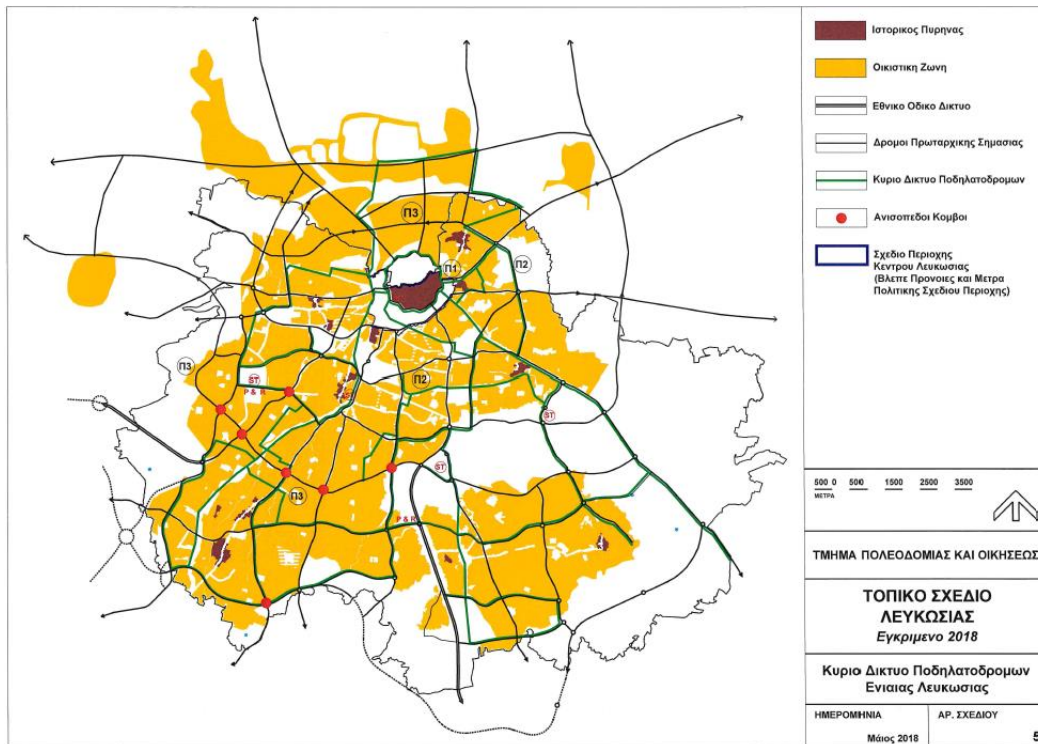 Π3
Π1
Π2
Π3
ST
P & R
Π2
ST
ST
Π3
P & R
Ιστορικος Πυρηνας
Οικιστικη Ζωνη
Εθνικο Οδικο Δικτυο
Δρομοι Πρωταρχικης Σημασιας
Κυριο Δικτυο Ποδηλατοδρομων
Ανισοπεδοι Κομβοι
Σχεδιο Περιοχης
Κεντρου Λευκωσιας
(Βλεπε Προνοιες και Μετρα
Πολιτικης Σχεδιου Περιοχης)
500 0 500 1500 2500 3500
ΜΕΤΡΑ
ΤΜΗΜΑ ΠΟΛΕΟΔΟΜΙΑΣ ΚΑΙ ΟΙΚΗΣΕΩΣ
ΤΟΠΙΚΟ ΣΧΕΔΙΟ
ΛΕΥΚΩΣΙΑΣ
Εγκριμενο 2018
Κυριο Δικτυο Ποδηλατοδρομων
Ενιαιας Λευκωσιας
ΗΜΕΡΟΜΗΝΙΑ
Μάιος 2018
ΑΡ. ΣΧΕΔΙΟΥ
5